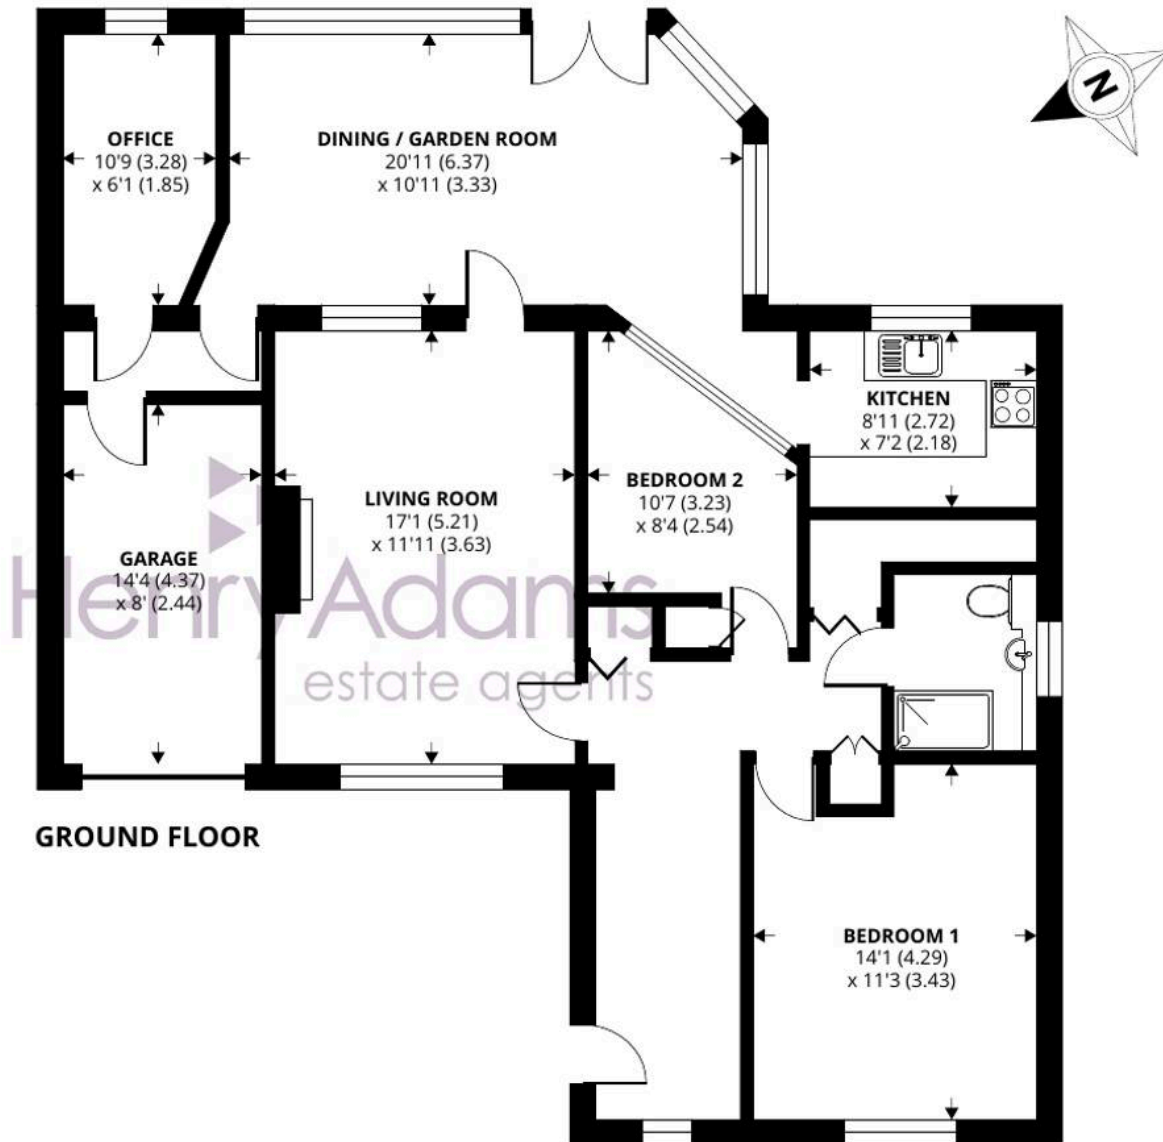 OFFICE
10'9 (3.28)
x 6'1 (1.85)
DINING / GARDEN ROOM
20'11 (6.37)
x 10'11 (3.33)
N
KITCHEN
8'11 (2.72)
x 7'2 (2.18)
BEDROOM 2
10'7 (3.23)
x 8'4 (2.54)
LIVING ROOM
17'1 (5.21)
x 11'11 (3.63)
GARAGE
14'4 (4.37)
x 8' (2.44)
Henry Adams
estate agents
GROUND FLOOR
BEDROOM 1
14'1 (4.29)
x 11'3 (3.43)